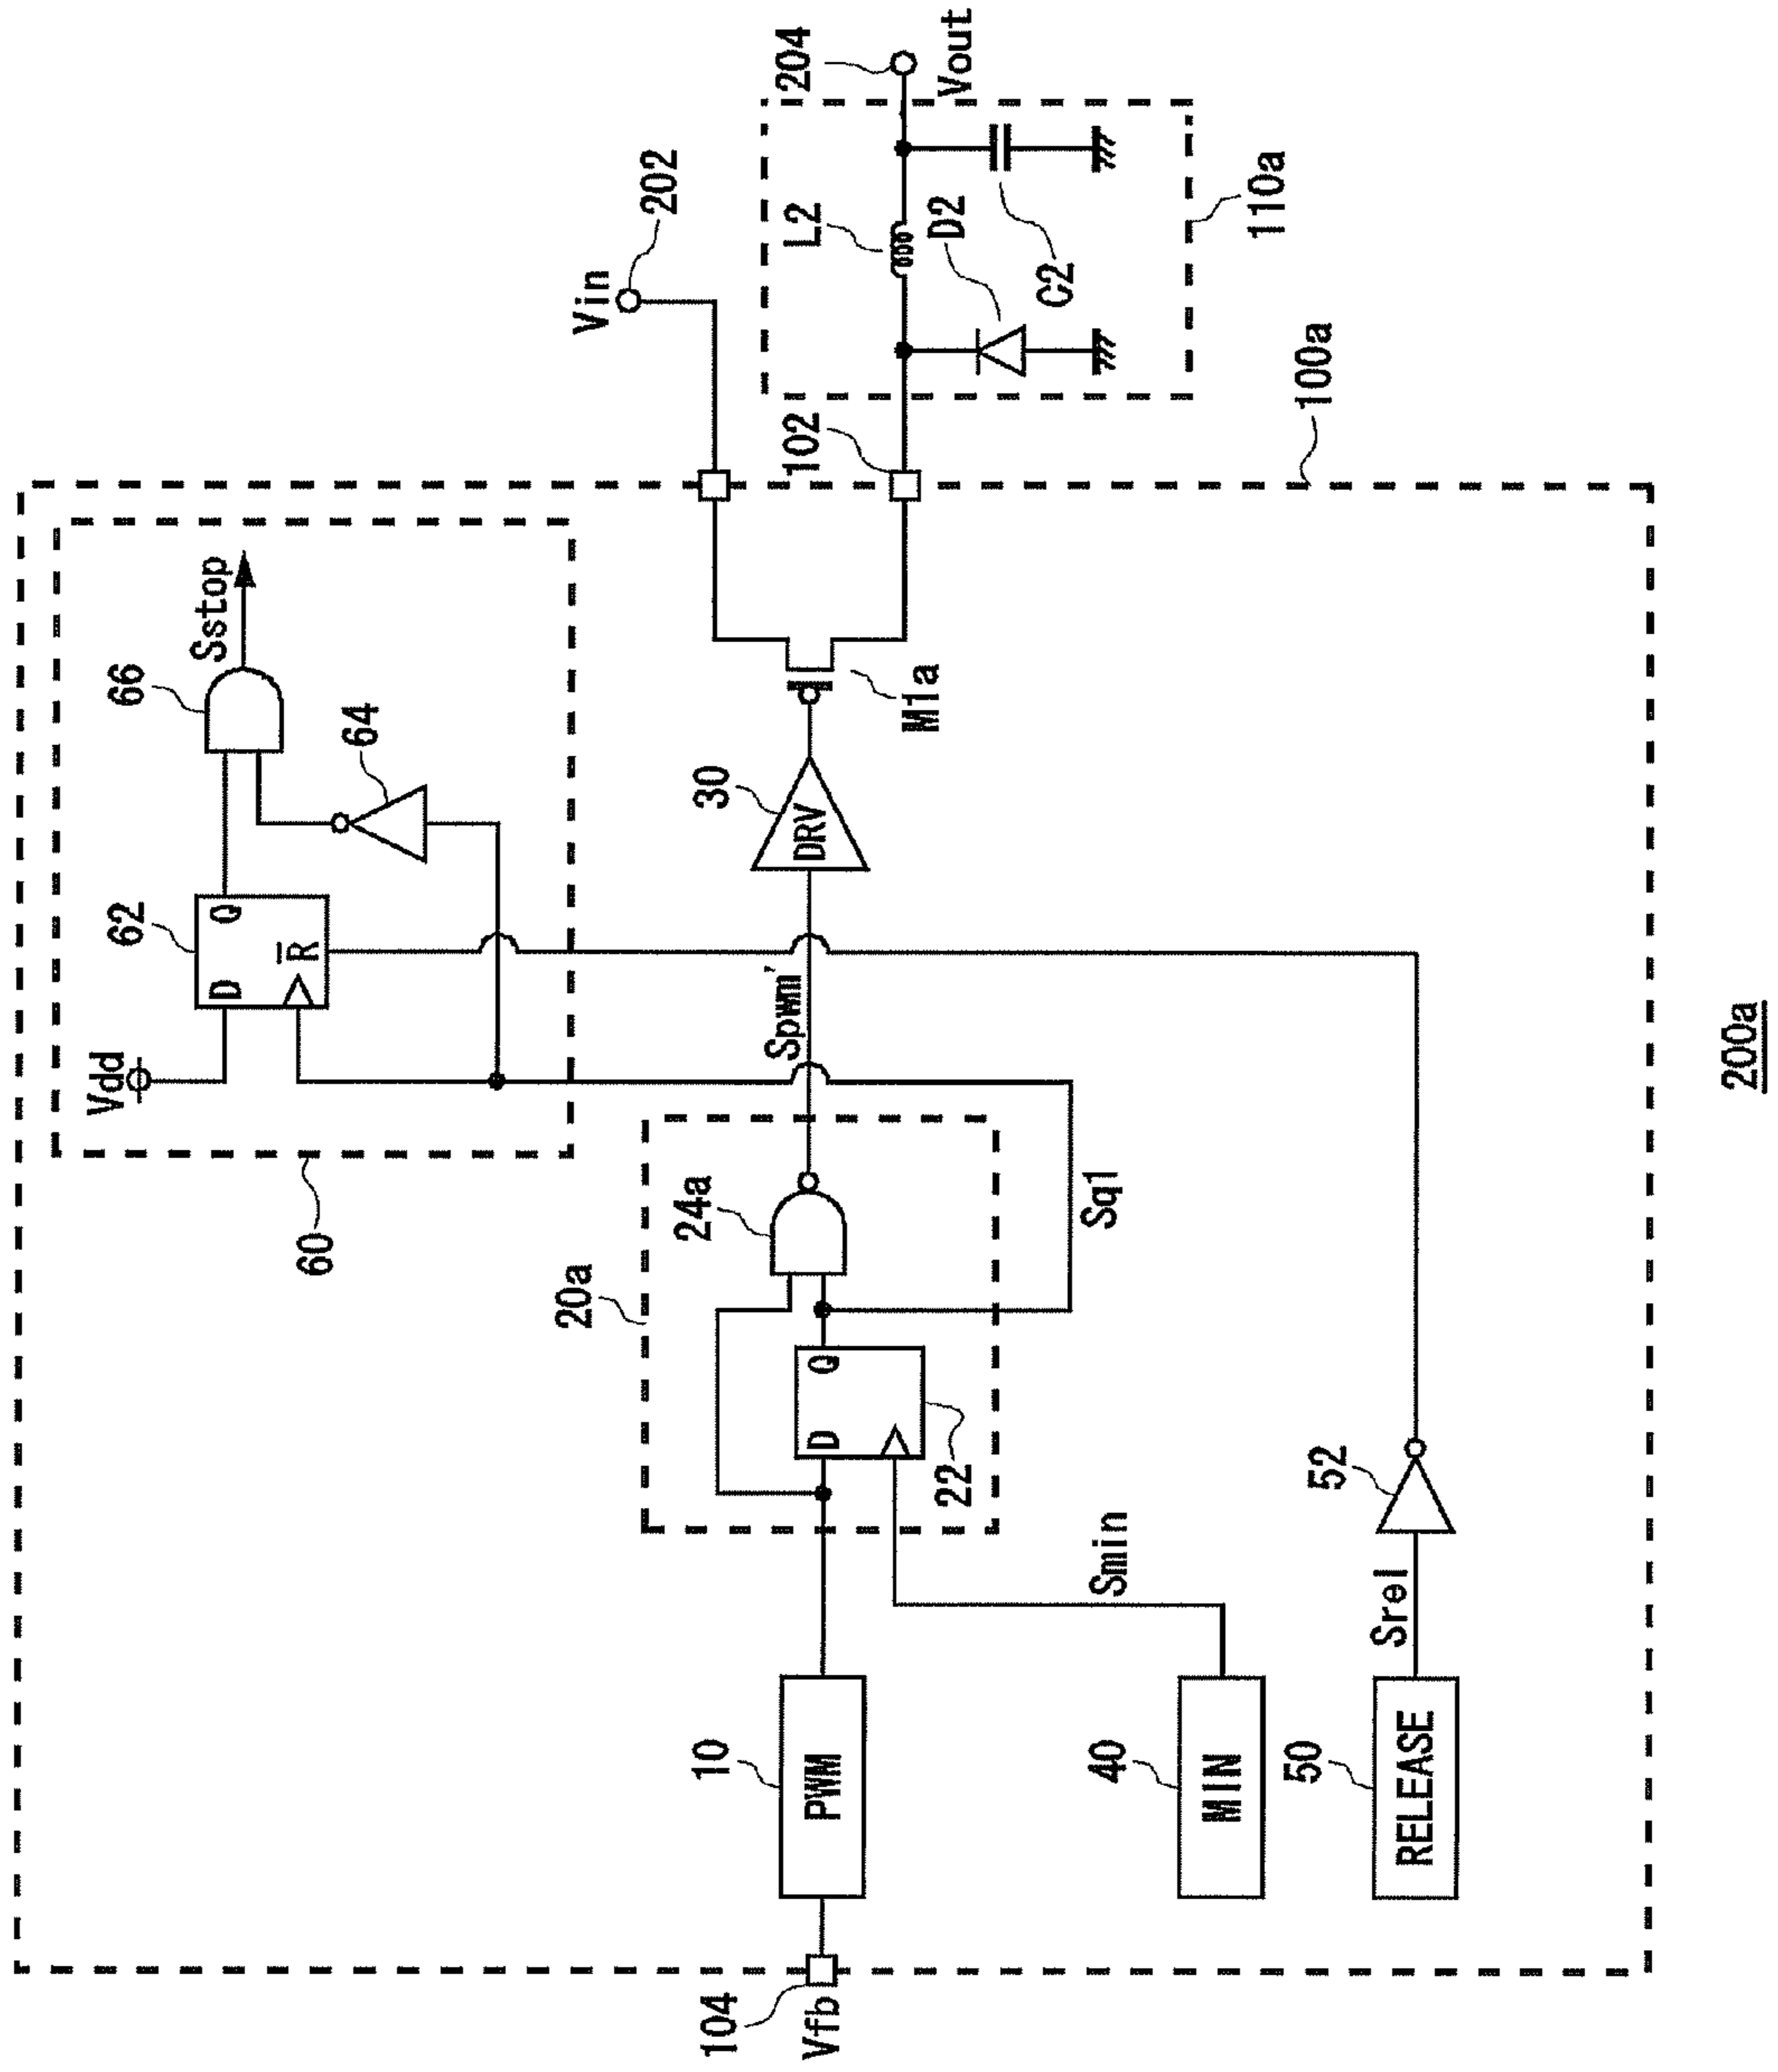 Vdd
62
D
Q
R̅
66
Sstop
64
60
Vin
202
204
Vout
L2
D2
C2
110a
102
100a
M1a
30
DRV
Spwm'
20a
24a
D
Q
22
Sq1
10
PWM
104
Vfb
Smin
40
MIN
50
RELEASE
Srel
52
200a